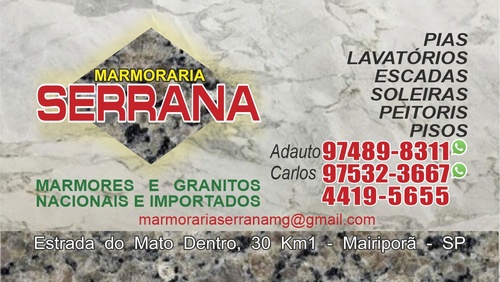 MARMORARIA
SERRANA
MARMORES E GRANITOS
NACIONAIS E IMPORTADOS
PIAS
LAVATÓRIOS
ESCADAS
SOLEIRAS
PEITORIS
PISOS
Adauto 97489-8311
Carlos 97532-3667
4419-5655
marmorariaserranamg@gmail.com
Estrada do Mato Dentro, 30 Km1 - Mairiporã - SP